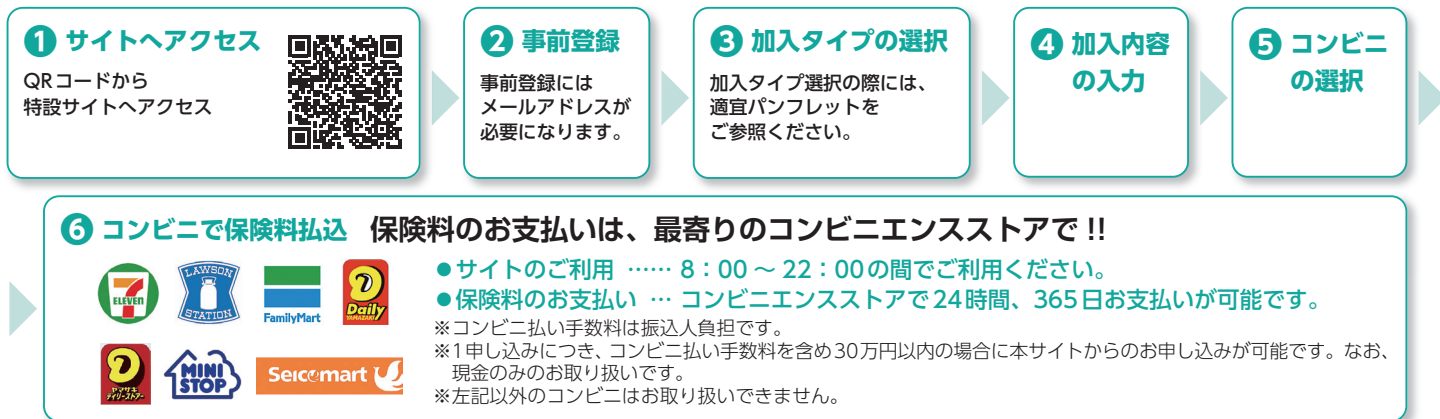 ❶ サイトへアクセス
QRコードから
特設サイトへアクセス
❷ 事前登録
事前登録には
メールアドレスが
必要になります。
❸ 加入タイプの選択
加入タイプ選択の際には、
適宜パンフレットを
ご参照ください。
❹ 加入内容
の入力
❺ コンビニ
の選択
❻ コンビニで保険料払込 保険料のお支払いは、最寄りのコンビニエンスストアで!!
7
ELEVEN
LAWSON
STATION
FamilyMart
Daily
YAMAZAKI
ヤマザキ
デイリーストアー
MINI
STOP
Seicomart
●サイトのご利用 …… 8:00 ~ 22:00の間でご利用ください。
●保険料のお支払い … コンビニエンスストアで24時間、365日お支払いが可能です。
※コンビニ払い手数料は振込人負担です。
※1申し込みにつき、コンビニ払い手数料を含め30万円以内の場合に本サイトからのお申し込みが可能です。なお、
現金のみのお取り扱いです。
※左記以外のコンビニはお取り扱いできません。